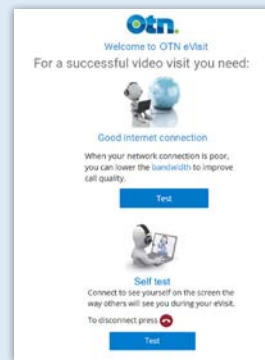 otn.
Welcome to OTN eVisit
For a successful video visit you need:
Good internet connection
When your network connection is poor,
you can lower the bandwidth to improve
call quality.
Test
Self test
Connect to see yourself on the screen the
way others will see you during your eVisit.
To disconnect press
Test